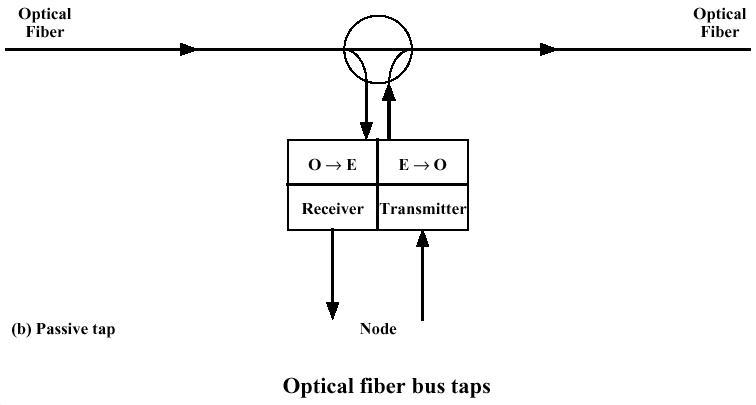 Optical
Fiber
Optical
Fiber
O → E
E → O
Receiver
Transmitter
(b) Passive tap
Node
Optical fiber bus taps